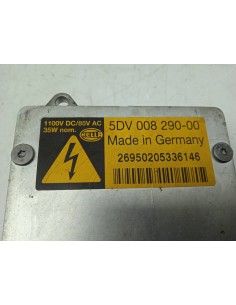 1100V DC/85V AC
35W nom.
HELLA
5DV 008 290-00
Made in Germany
26950205336146